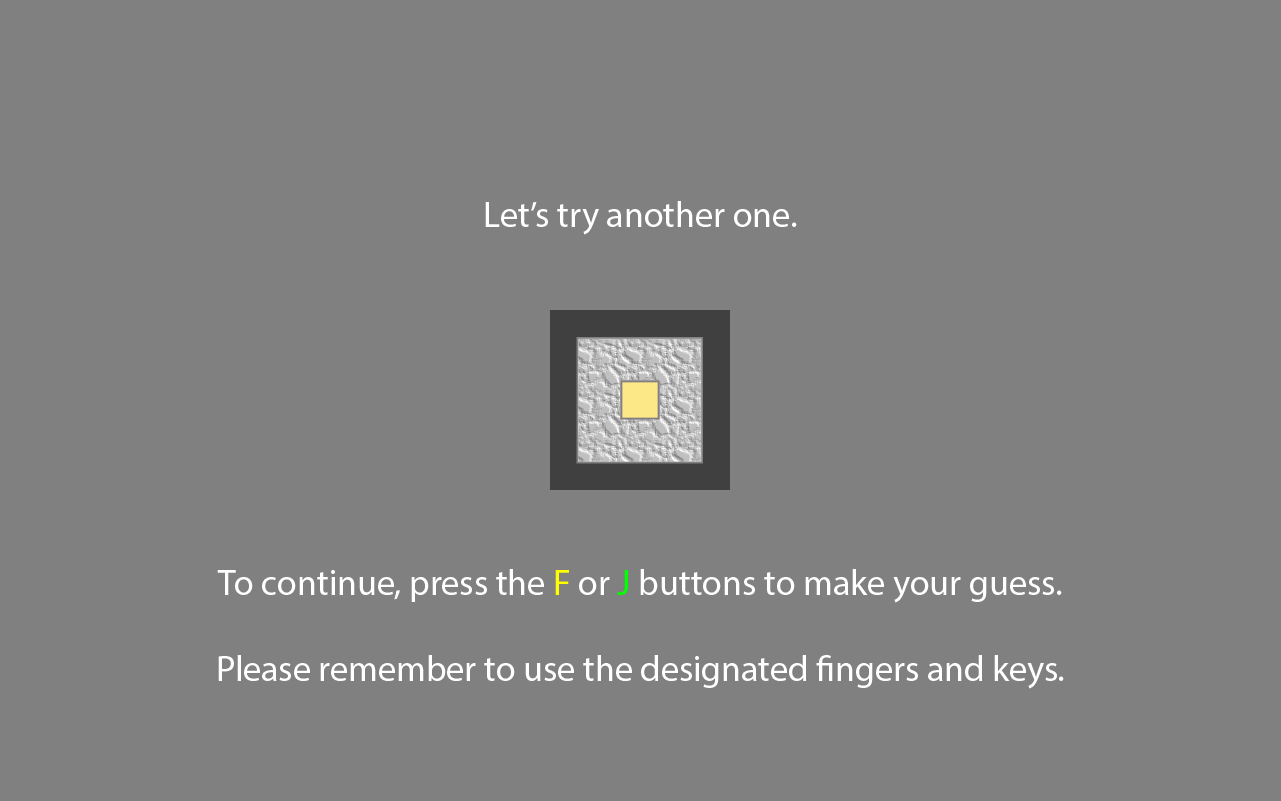 Let’s try another one.
To continue, press the F or J buttons to make your guess.
Please remember to use the designated fingers and keys.